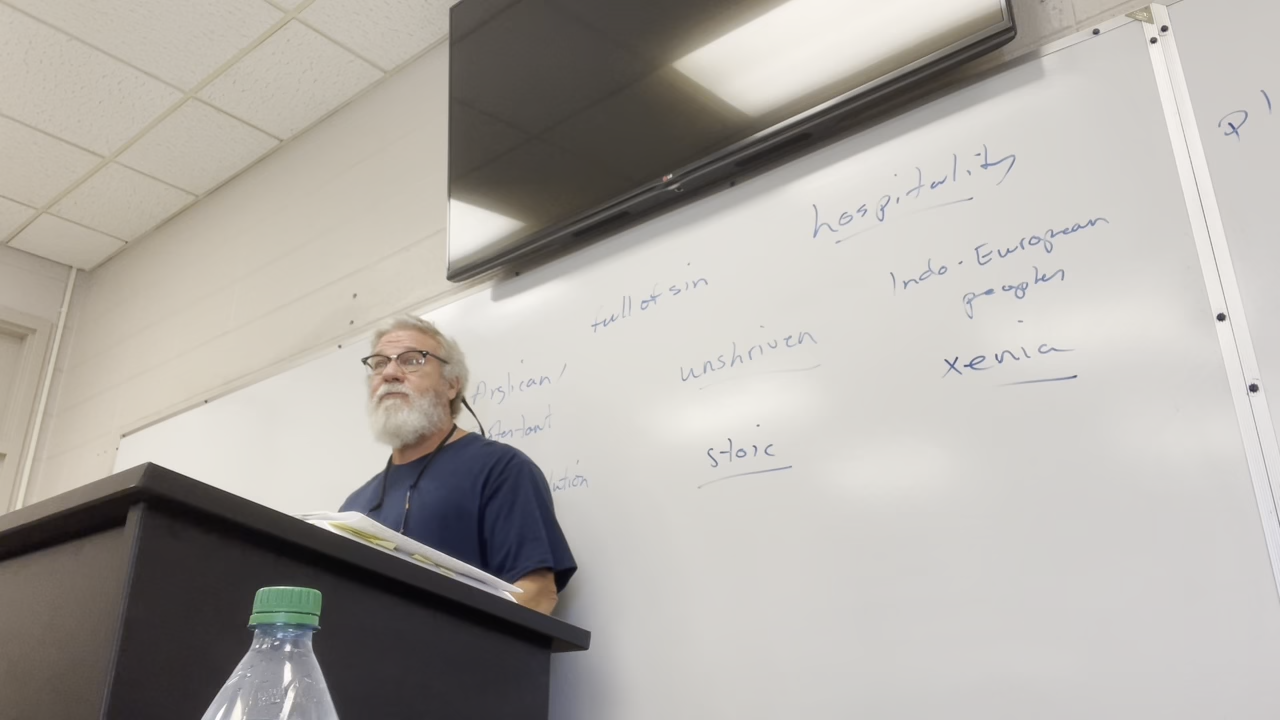 hospitality
Indo-European
peoples
xenia
full of sin
unshriven
stoic
Anglican/